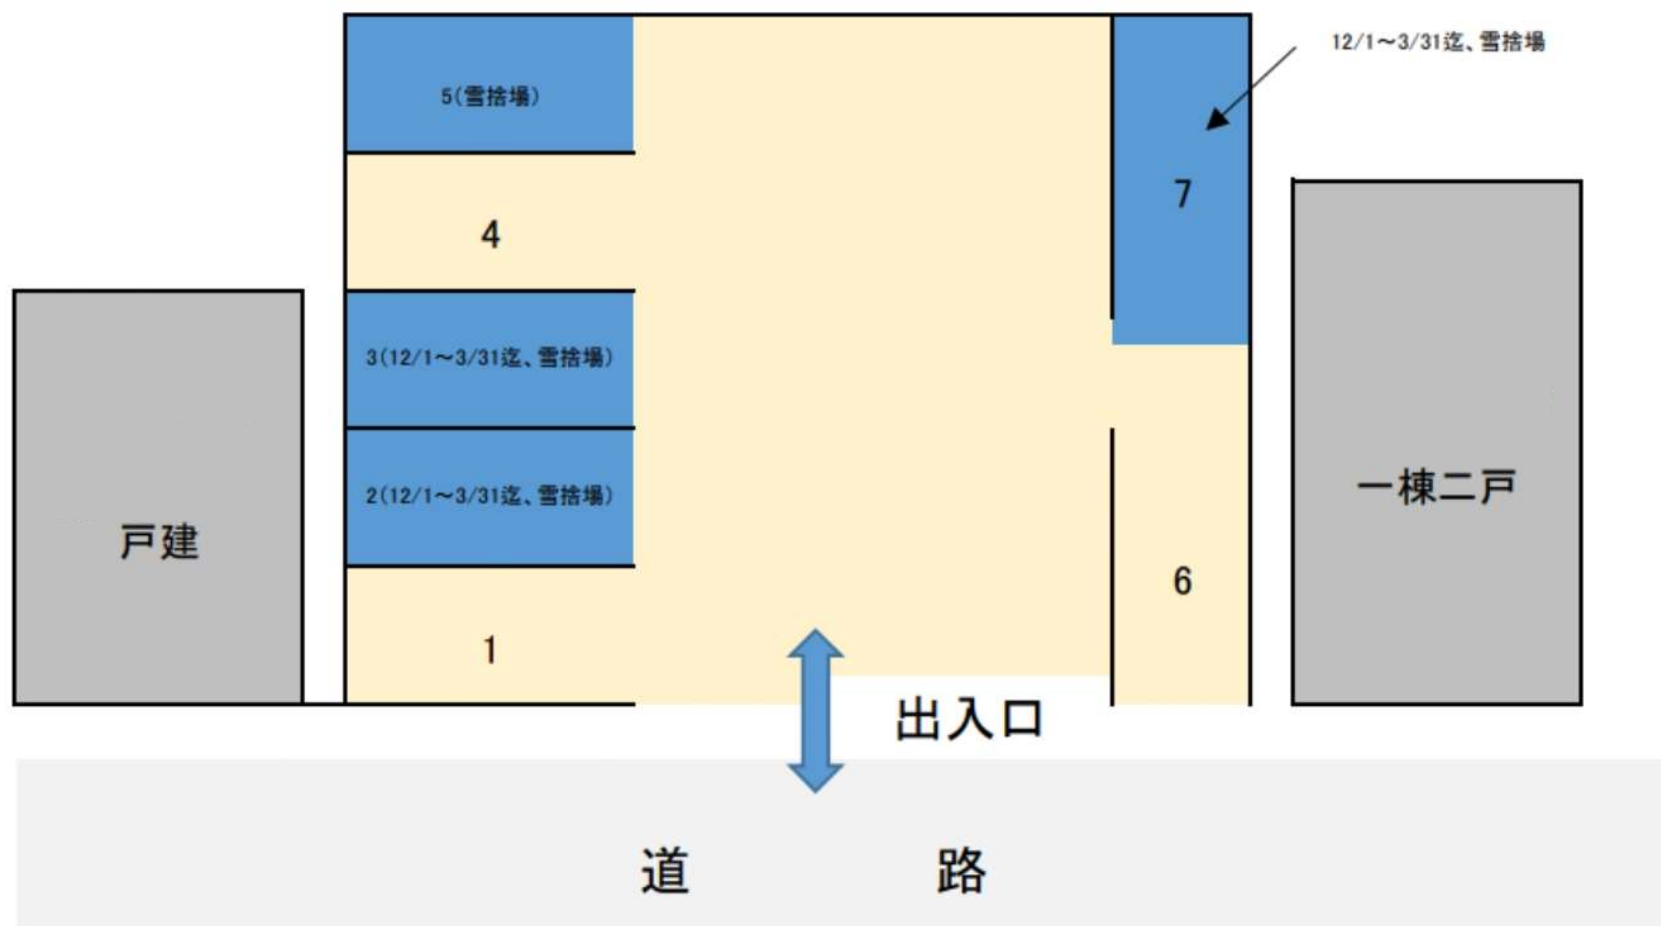 12/1～3/31迄、雪捨場
5(雪捨場)
7
4
3(12/1～3/31迄、雪捨場)
2(12/1～3/31迄、雪捨場)
一棟二戸
戸建
6
1
出入口
道　路